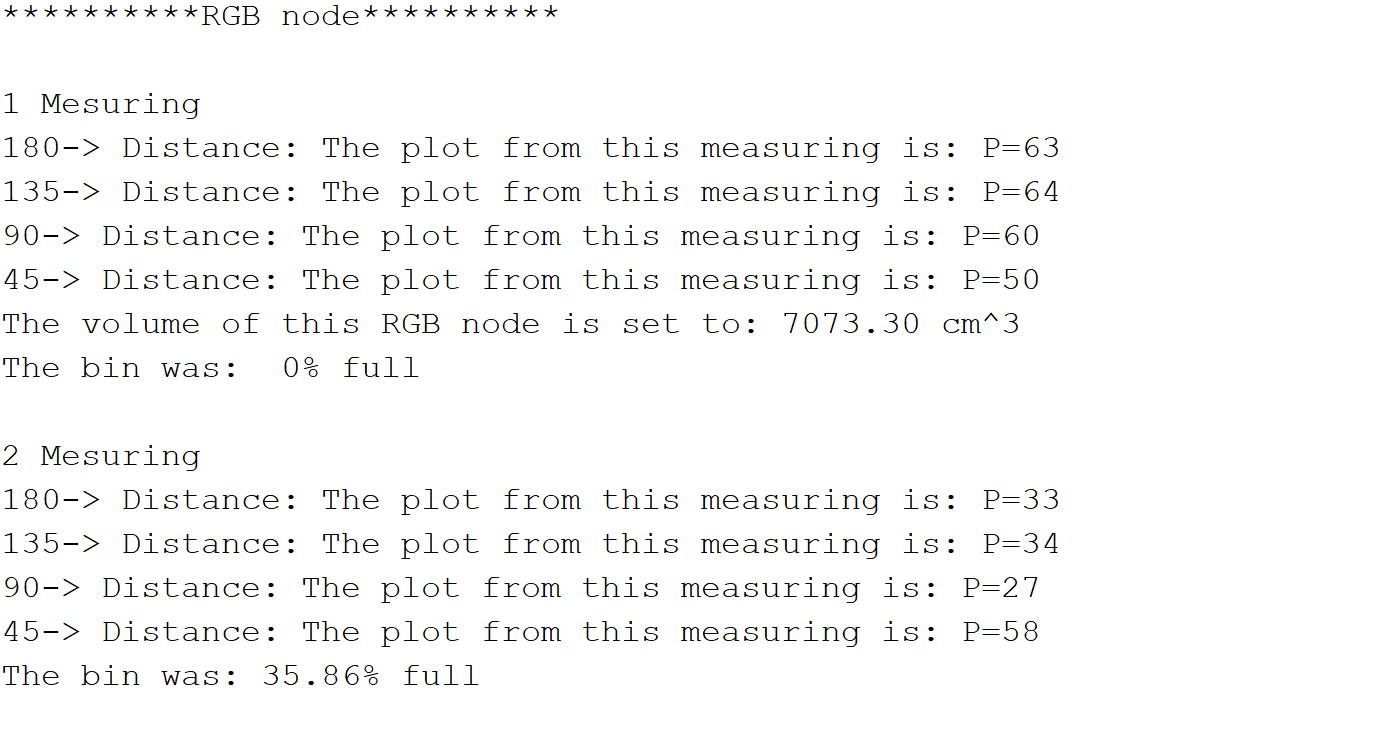 **********RGB node**********
1 Mesuring
180-> Distance: The plot from this measuring is: P=63
135-> Distance: The plot from this measuring is: P=64
90-> Distance: The plot from this measuring is: P=60
45-> Distance: The plot from this measuring is: P=50
The volume of this RGB node is set to: 7073.30 cm^3
The bin was:  0% full
2 Mesuring
180-> Distance: The plot from this measuring is: P=33
135-> Distance: The plot from this measuring is: P=34
90-> Distance: The plot from this measuring is: P=27
45-> Distance: The plot from this measuring is: P=58
The bin was: 35.86% full